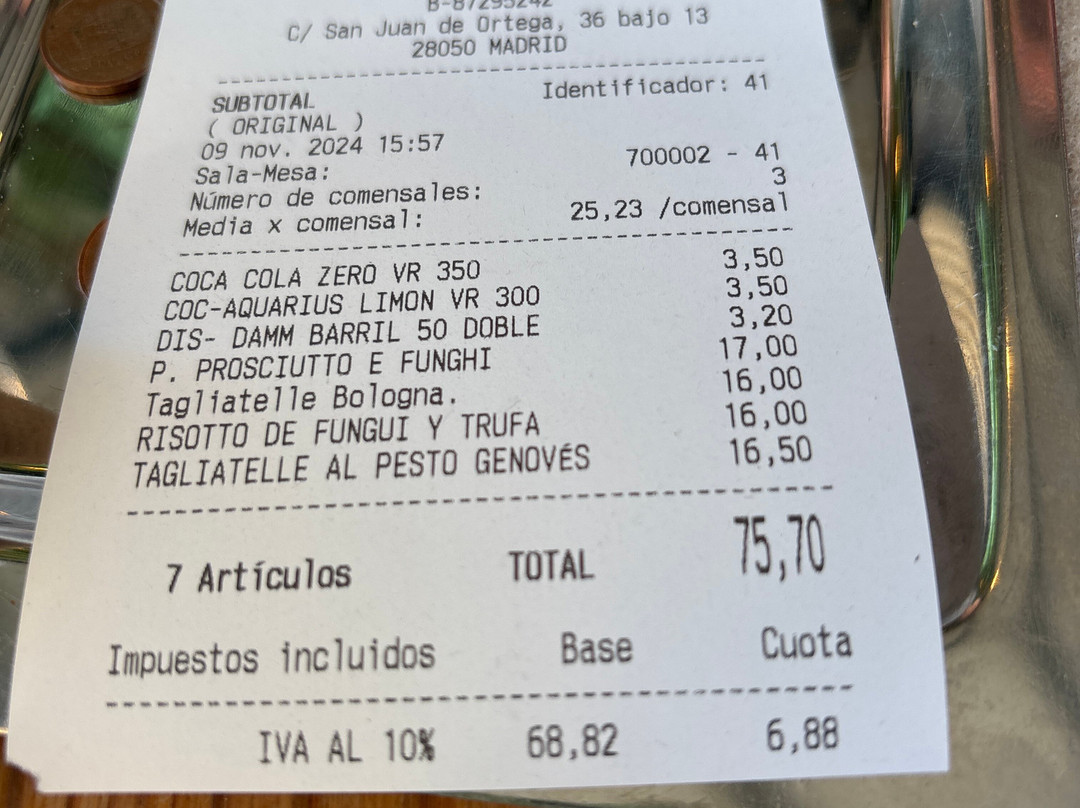 B-87295242
C/ San Juan de Ortega, 36 bajo 13
28050 MADRID
SUBTOTAL Identificador: 41
( ORIGINAL )
09 nov. 2024 15:57
Sala-Mesa: 700002 - 41
Número de comensales: 3
Media x comensal: 25,23 /comensal
COCA COLA ZERO VR 350 3,50
COC-AQUARIUS LIMON VR 300 3,50
DIS- DAMM BARRIL 50 DOBLE 3,20
P. PROSCIUTTO E FUNGHI 17,00
Tagliatelle Bologna. 16,00
RISOTTO DE FUNGUI Y TRUFA 16,00
TAGLIATELLE AL PESTO GENOVÉS 16,50
7 Artículos TOTAL 75,70
Impuestos incluidos Base Cuota
IVA AL 10% 68,82 6,88